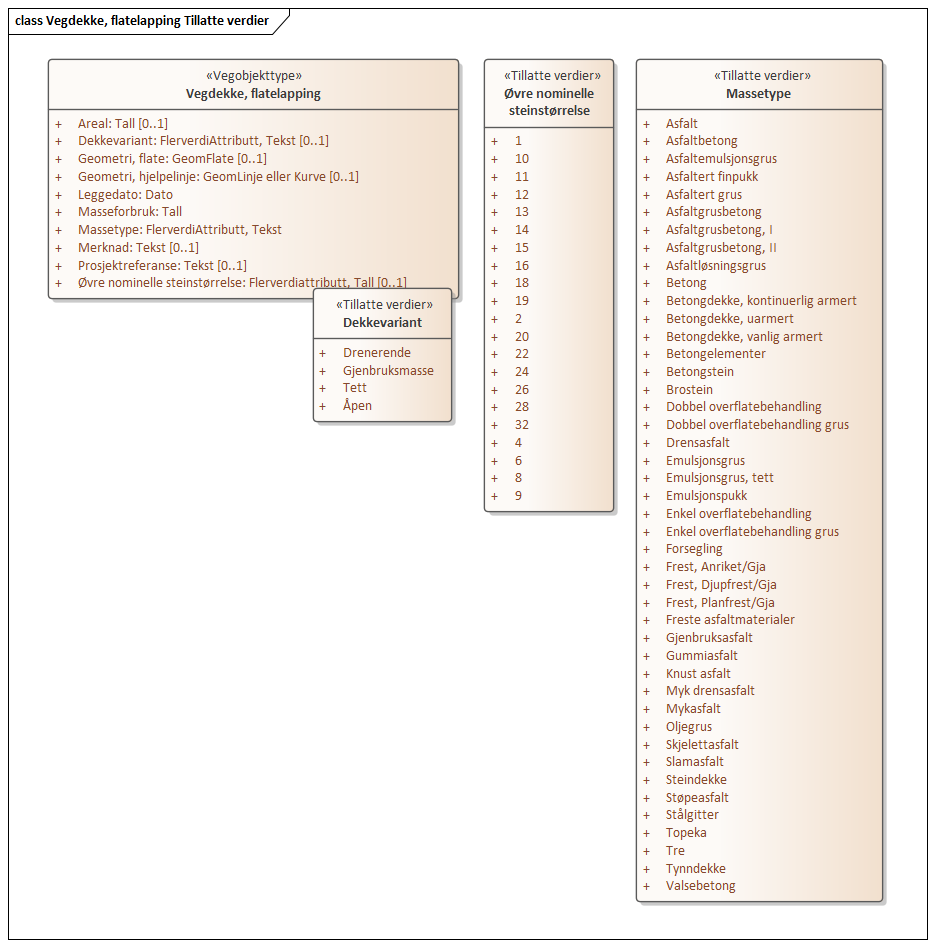 class Vegdekke, flatelapping Tillatte verdier
«Vegobjekttype»
Vegdekke, flatelapping
+ Areal: Tall [0..1]
+ Dekkevariant: FlerverdiAttributt, Tekst [0..1]
+ Geometri, flate: GeomFlate [0..1]
+ Geometri, hjelpelinje: GeomLinje eller Kurve [0..1]
+ Leggedato: Dato
+ Masseforbruk: Tall
+ Massetype: FlerverdiAttributt, Tekst
+ Merknad: Tekst [0..1]
+ Prosjektreferanse: Tekst [0..1]
+ Øvre nominelle steinstørrelse: Flerverdiattributt, Tall [0..1]
«Tillatte verdier»
Dekkevariant
+ Drenerende
+ Gjenbruksmasse
+ Tett
+ Åpen
«Tillatte verdier»
Øvre nominelle
steinstørrelse
+ 1
+ 10
+ 11
+ 12
+ 13
+ 14
+ 15
+ 16
+ 18
+ 19
+ 2
+ 20
+ 22
+ 24
+ 26
+ 28
+ 32
+ 4
+ 6
+ 8
+ 9
«Tillatte verdier»
Massetype
+ Asfalt
+ Asfaltbetong
+ Asfaltemulsjonsgrus
+ Asfaltert finpukk
+ Asfaltert grus
+ Asfaltgrusbetong
+ Asfaltgrusbetong, I
+ Asfaltgrusbetong, II
+ Asfaltløsningsgrus
+ Betong
+ Betongdekke, kontinuerlig armert
+ Betongdekke, uarmert
+ Betongdekke, vanlig armert
+ Betongelementer
+ Betongstein
+ Brostein
+ Dobbel overflatebehandling
+ Dobbel overflatebehandling grus
+ Drensasfalt
+ Emulsjonsgrus
+ Emulsjonsgrus, tett
+ Emulsjonspukk
+ Enkel overflatebehandling
+ Enkel overflatebehandling grus
+ Forsegling
+ Frest, Anriket/Gja
+ Frest, Djupfrest/Gja
+ Frest, Planfrest/Gja
+ Freste asfaltmaterialer
+ Gjenbruksasfalt
+ Gummiasfalt
+ Knust asfalt
+ Myk drensasfalt
+ Mykasfalt
+ Oljegrus
+ Skjelettasfalt
+ Slamasfalt
+ Steindekke
+ Støpeasfalt
+ Stålgitter
+ Topeka
+ Tre
+ Tynndekke
+ Valsebetong